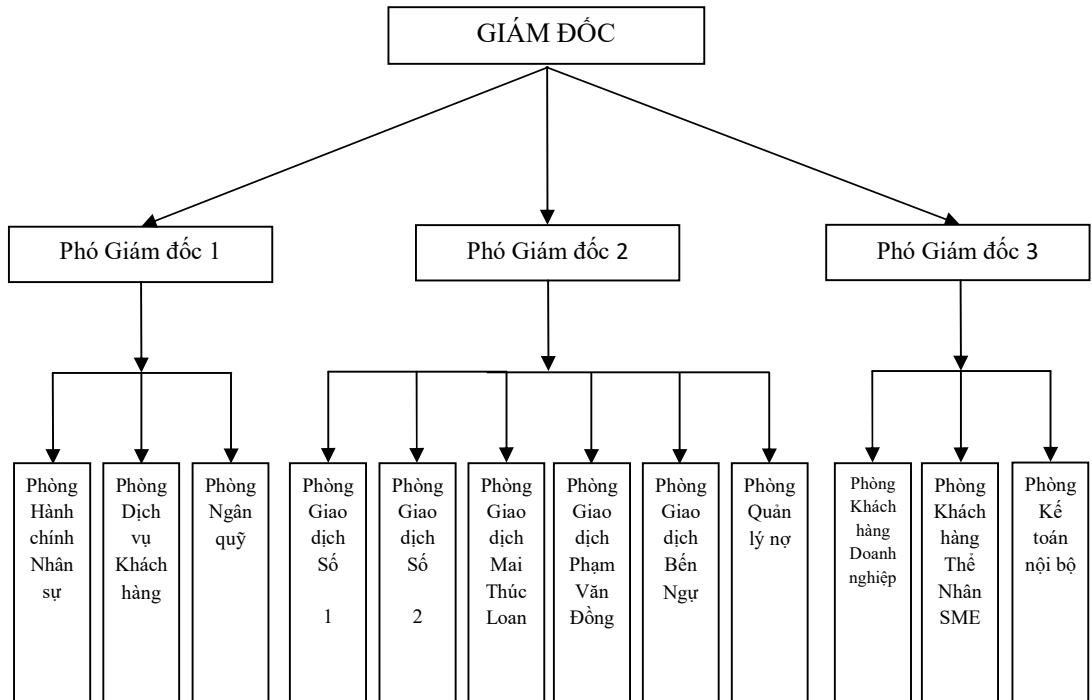 GIÁM ĐỐC
Phó Giám đốc 1
Phó Giám đốc 2
Phó Giám đốc 3
Phòng
Hành
chính
Nhân
sự
Phòng
Dịch
vụ
Khách
hàng
Phòng
Ngân
quỹ
Phòng
Giao
dịch
Số
1
Phòng
Giao
dịch
Số
2
Phòng
Giao
dịch
Mai
Thúc
Loan
Phòng
Giao
dịch
Phạm
Văn
Đồng
Phòng
Giao
dịch
Bến
Ngự
Phòng
Quản
lý nợ
Phòng
Khách
hàng
Doanh
nghiệp
Phòng
Khách
hàng
Thể
Nhân
SME
Phòng
Kế
toán
nội bộ